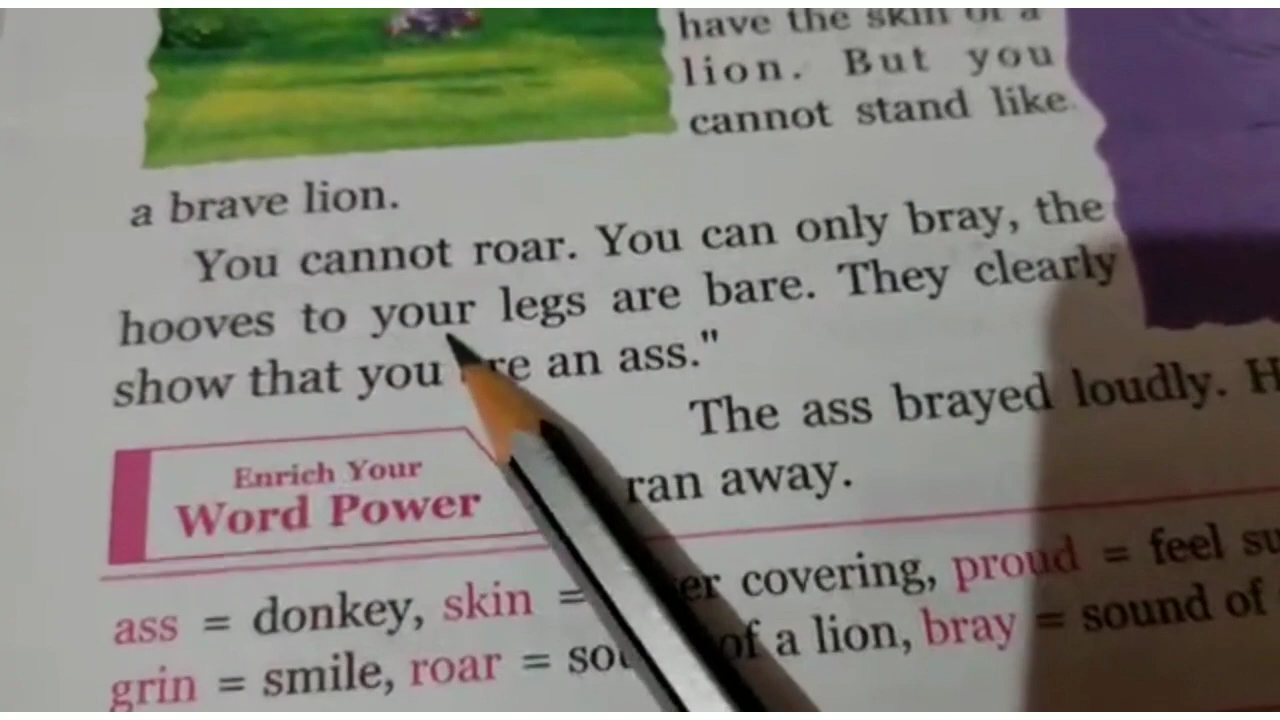 have the skin of a
lion. But you
cannot stand like
a brave lion.
You cannot roar. You can only bray, the
hooves to your legs are bare. They clearly
show that you are an ass."
The ass brayed loudly. H
ran away.
Enrich Your
Word Power
ass = donkey, skin = covering, proud = feel
grin = smile, roar = of a lion, bray = sound of